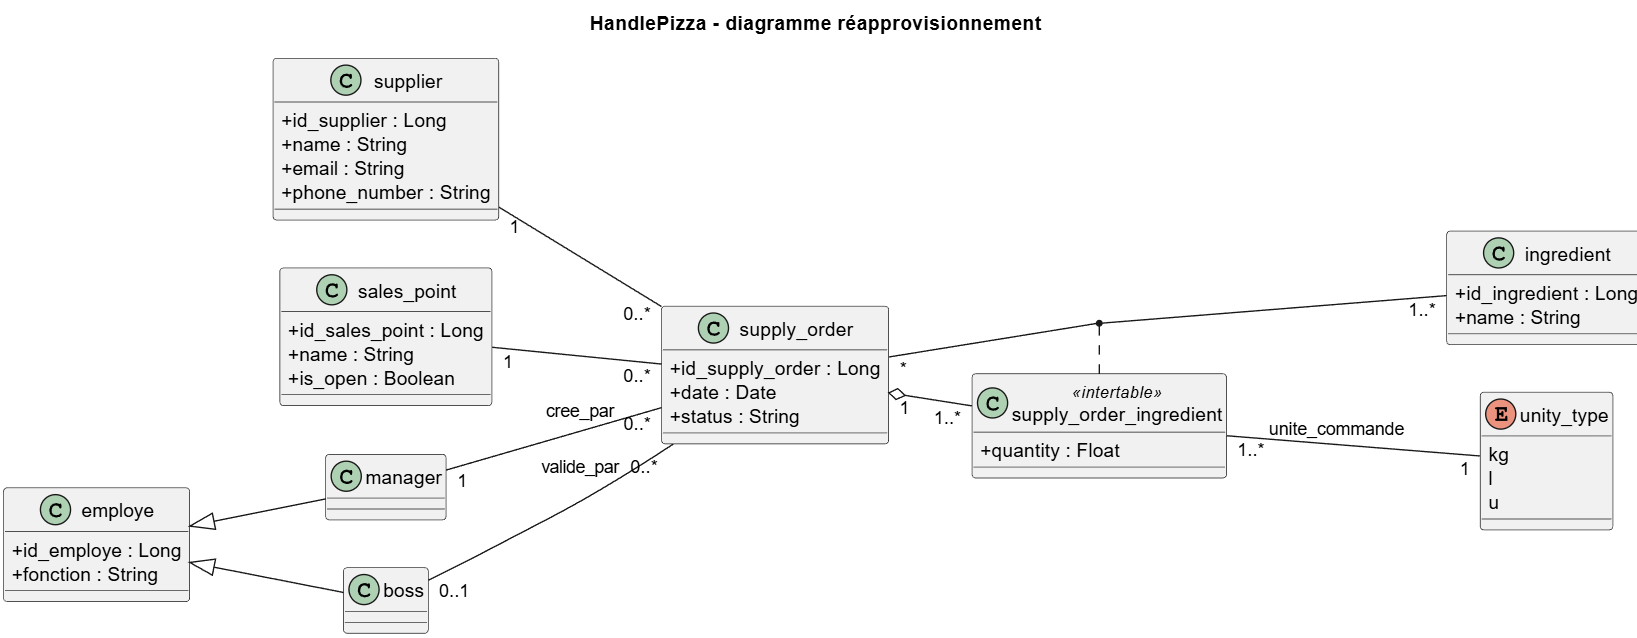 HandlePizza - diagramme réapprovisionnement
C supplier
+id_supplier : Long
+name : String
+email : String
+phone_number : String
1
0..*
C sales_point
+id_sales_point : Long
+name : String
+is_open : Boolean
1
0..*
C supply_order
+id_supply_order : Long
+date : Date
+status : String
*
1..*
C ingredient
+id_ingredient : Long
+name : String
1
1..*
«intertable»
C supply_order_ingredient
+quantity : Float
unite_commande
1..*
1
E unity_type
kg
l
u
cree_par
0..*
C manager
1
valide_par
0..*
C employe
+id_employe : Long
+fonction : String
C boss
0..1